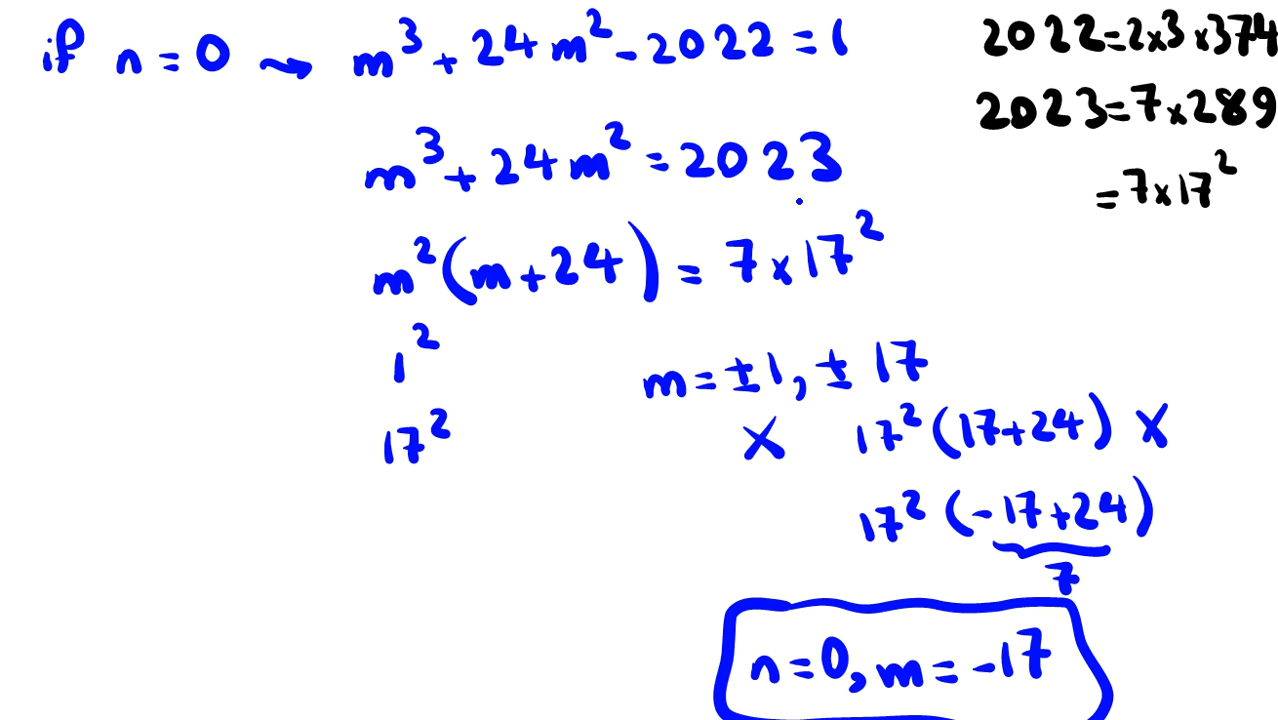 if n = 0 → m³ + 24m² - 2022 = 1
m³ + 24m² = 2023
m²(m+24) = 7×17²
1²
17²
m = ±1, ± 17
× 17²(17+24) ×
17²(-17+24)
7
n=0, m=-17
2022=2×3×374
2023=7×289
=7×17²